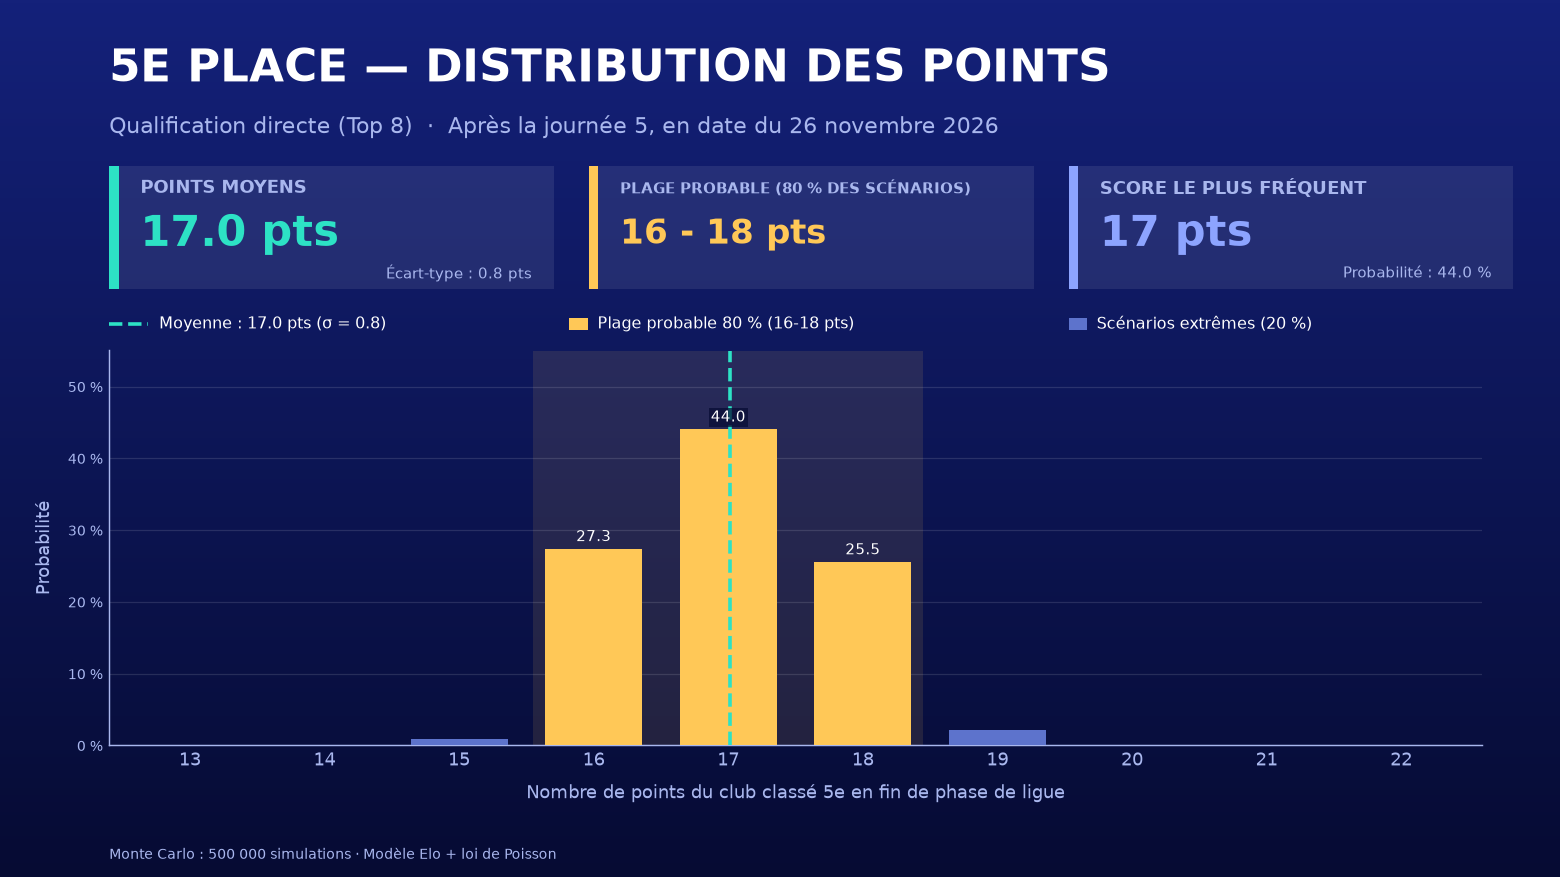 5E PLACE — DISTRIBUTION DES POINTS
Qualification directe (Top 8) · Après la journée 5, en date du 26 novembre 2026
POINTS MOYENS
17.0 pts
Écart-type : 0.8 pts
PLAGE PROBABLE (80 % DES SCÉNARIOS)
16 - 18 pts
SCORE LE PLUS FRÉQUENT
17 pts
Probabilité : 44.0 %
Moyenne : 17.0 pts (σ = 0.8)
Plage probable 80 % (16-18 pts)
Scénarios extrêmes (20 %)
Probabilité
50 %
40 %
30 %
20 %
10 %
0 %
27.3
44.0
25.5
13 14 15 16 17 18 19 20 21 22
Nombre de points du club classé 5e en fin de phase de ligue
Monte Carlo : 500 000 simulations · Modèle Elo + loi de Poisson